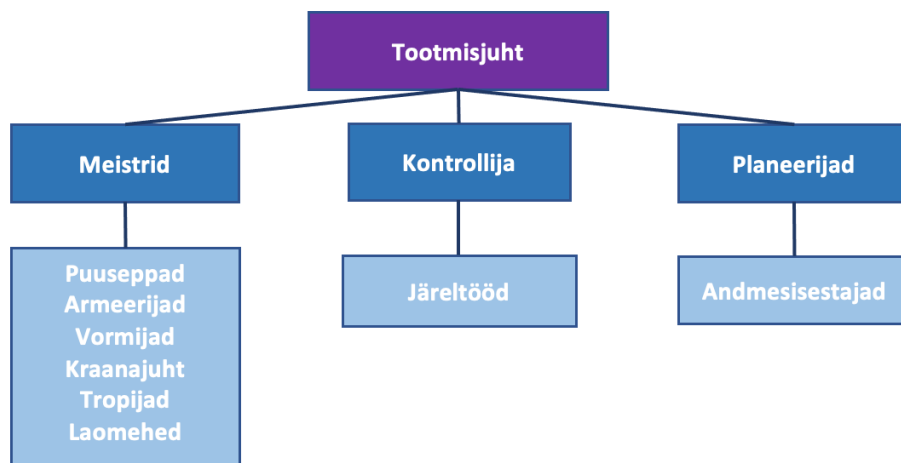 Tootmisjuht
Meistrid
Kontrollija
Planeerijad
Puuseppad
Armeerijad
Vormijad
Kraanajuht
Tropijad
Laomehed
Järeltööd
Andmesisestajad